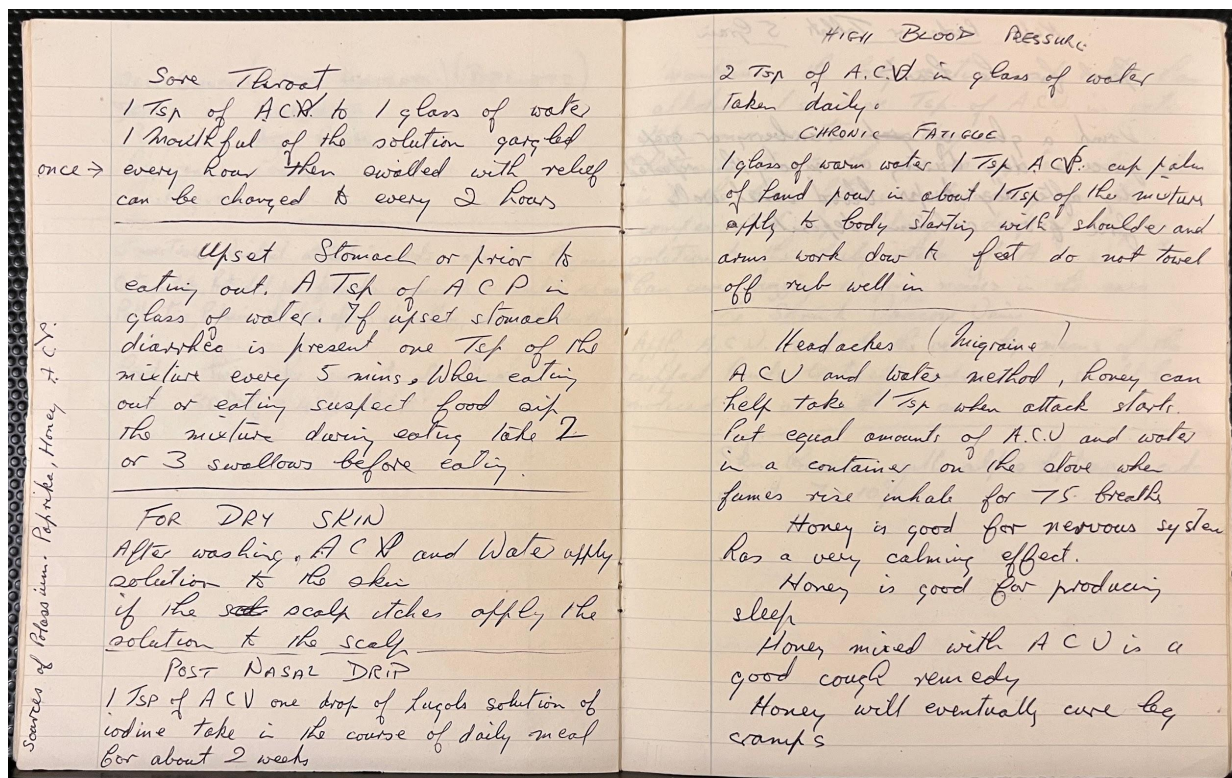 Sore Throat
1 Tsp of ACV. to 1 glass of water
1 Mouthful of the solution gargled
once → every hour then swalled with relief
can be changed to every 2 hours
Upset Stomach or prior to
eating out. A Tsp of A C P in
glass of water. If upset stomach
diarrhea is present one Tsp of the
mixture every 5 mins. When eating
out or eating suspect food sip
the mixture during eating take 2
or 3 swallows before eating.
FOR DRY SKIN
After washing. A C V and Water apply
solution to the skin
if the scalp itches apply the
solution to the scalp
POST NASAL DRIP
1 Tsp of A C V one drop of Lugols solution of
iodine take in the course of daily meal
for about 2 weeks
Sources of Potassium. Paprika, Honey A.C.P.
HIGH BLOOD PRESSURE
2 Tsp of A.C.V in glass of water
taken daily.
CHRONIC FATIGUE
1 glass of warm water 1 Tsp ACV. cup palm
of hand pour in about 1 Tsp of the mixture
apply to body starting with shoulder and
arms work dow to feet do not towel
off rub well in
Headaches (Migraine)
A C V and water method, honey can
help take 1 Tsp when attack starts.
Put equal amounts of A.C.V and water
in a container on the stove when
fumes rise inhale for 75 breaths
Honey is good for nervous system
has a very calming effect.
Honey is good for producing
sleep
Honey mixed with A C V is a
good cough remedy
Honey will eventually cure leg
cramps